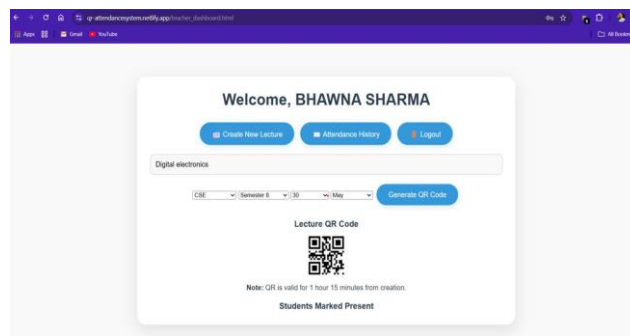 qr-attendancesystem.netlify.app/teacher_dashboard.html
Apps Gmail YouTube All Bookm
Welcome, BHAWNA SHARMA
Create New Lecture Attendance History Logout
Digital electronics
CSE Semester 8 30 May Generate QR Code
Lecture QR Code
Note: QR is valid for 1 hour 15 minutes from creation.
Students Marked Present